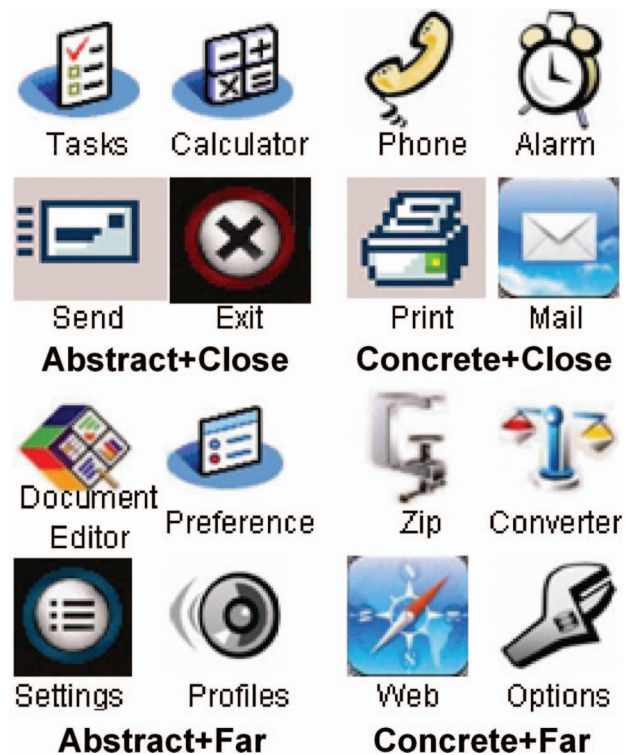 Tasks Calculator Phone Alarm
Send Exit Print Mail
Abstract+Close Concrete+Close
Document Editor Preference Zip Converter
Settings Profiles Web Options
Abstract+Far Concrete+Far